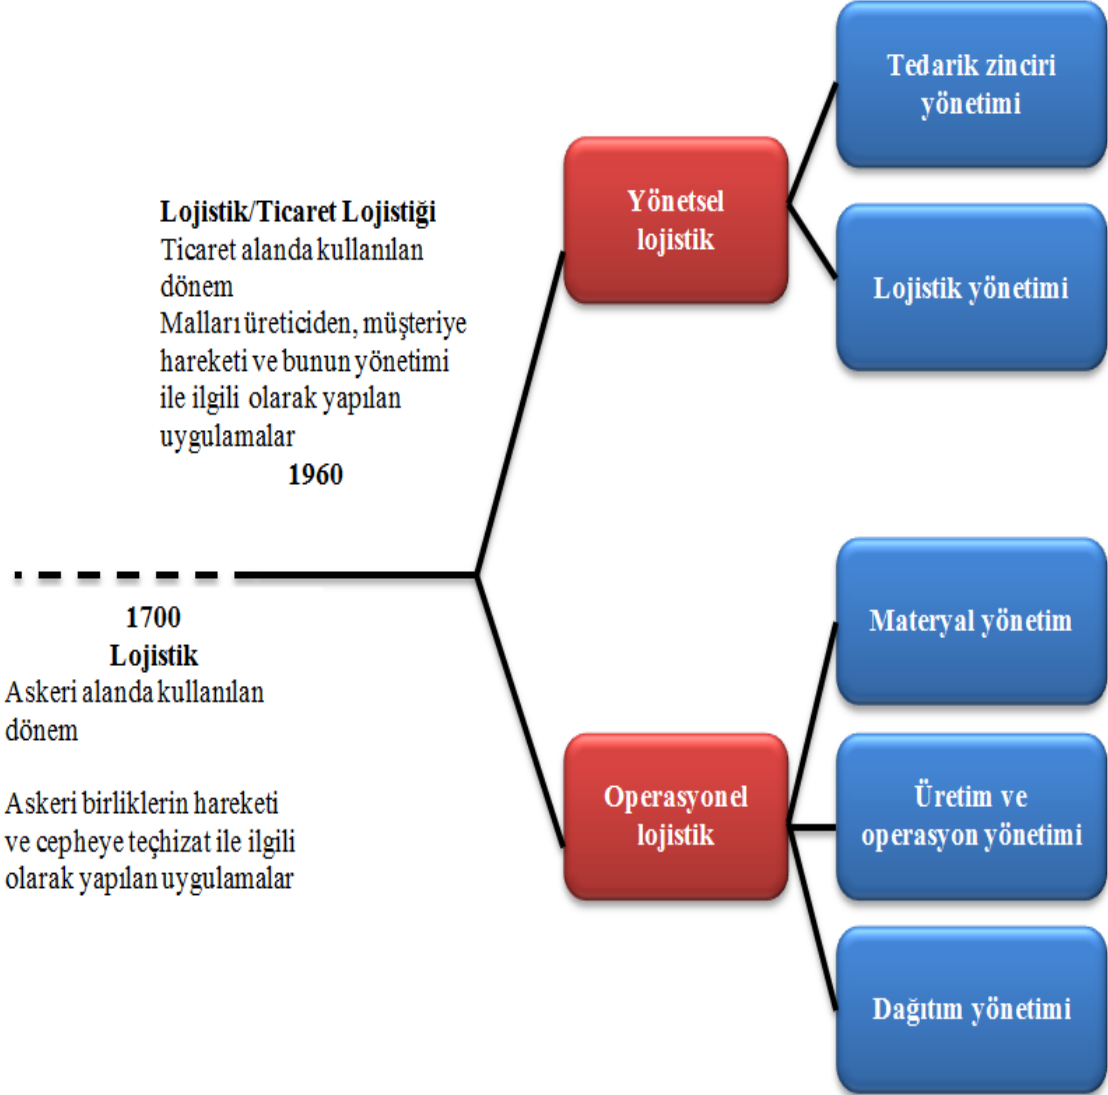 Lojistik/Ticaret Lojistiği
Ticaret alanda kullanılan
dönem
Malları üreticiden, müşteriye
hareketi ve bunun yönetimi
ile ilgili olarak yapılan
uygulamalar
1960
1700
Lojistik
Askeri alanda kullanılan
dönem
Askeri birliklerin hareketi
ve cepheye teçhizat ile ilgili
olarak yapılan uygulamalar
Yönetsel
lojistik
Tedarik zinciri
yönetimi
Lojistik yönetimi
Operasyonel
lojistik
Materyal yönetim
Üretim ve
operasyon yönetimi
Dağıtım yönetimi